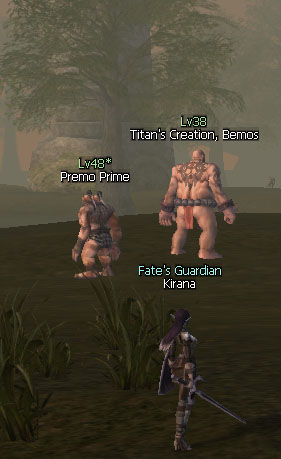 Lv38
Titan's Creation, Bemos
Lv48*
Premo Prime
Fate's Guardian
Kirana